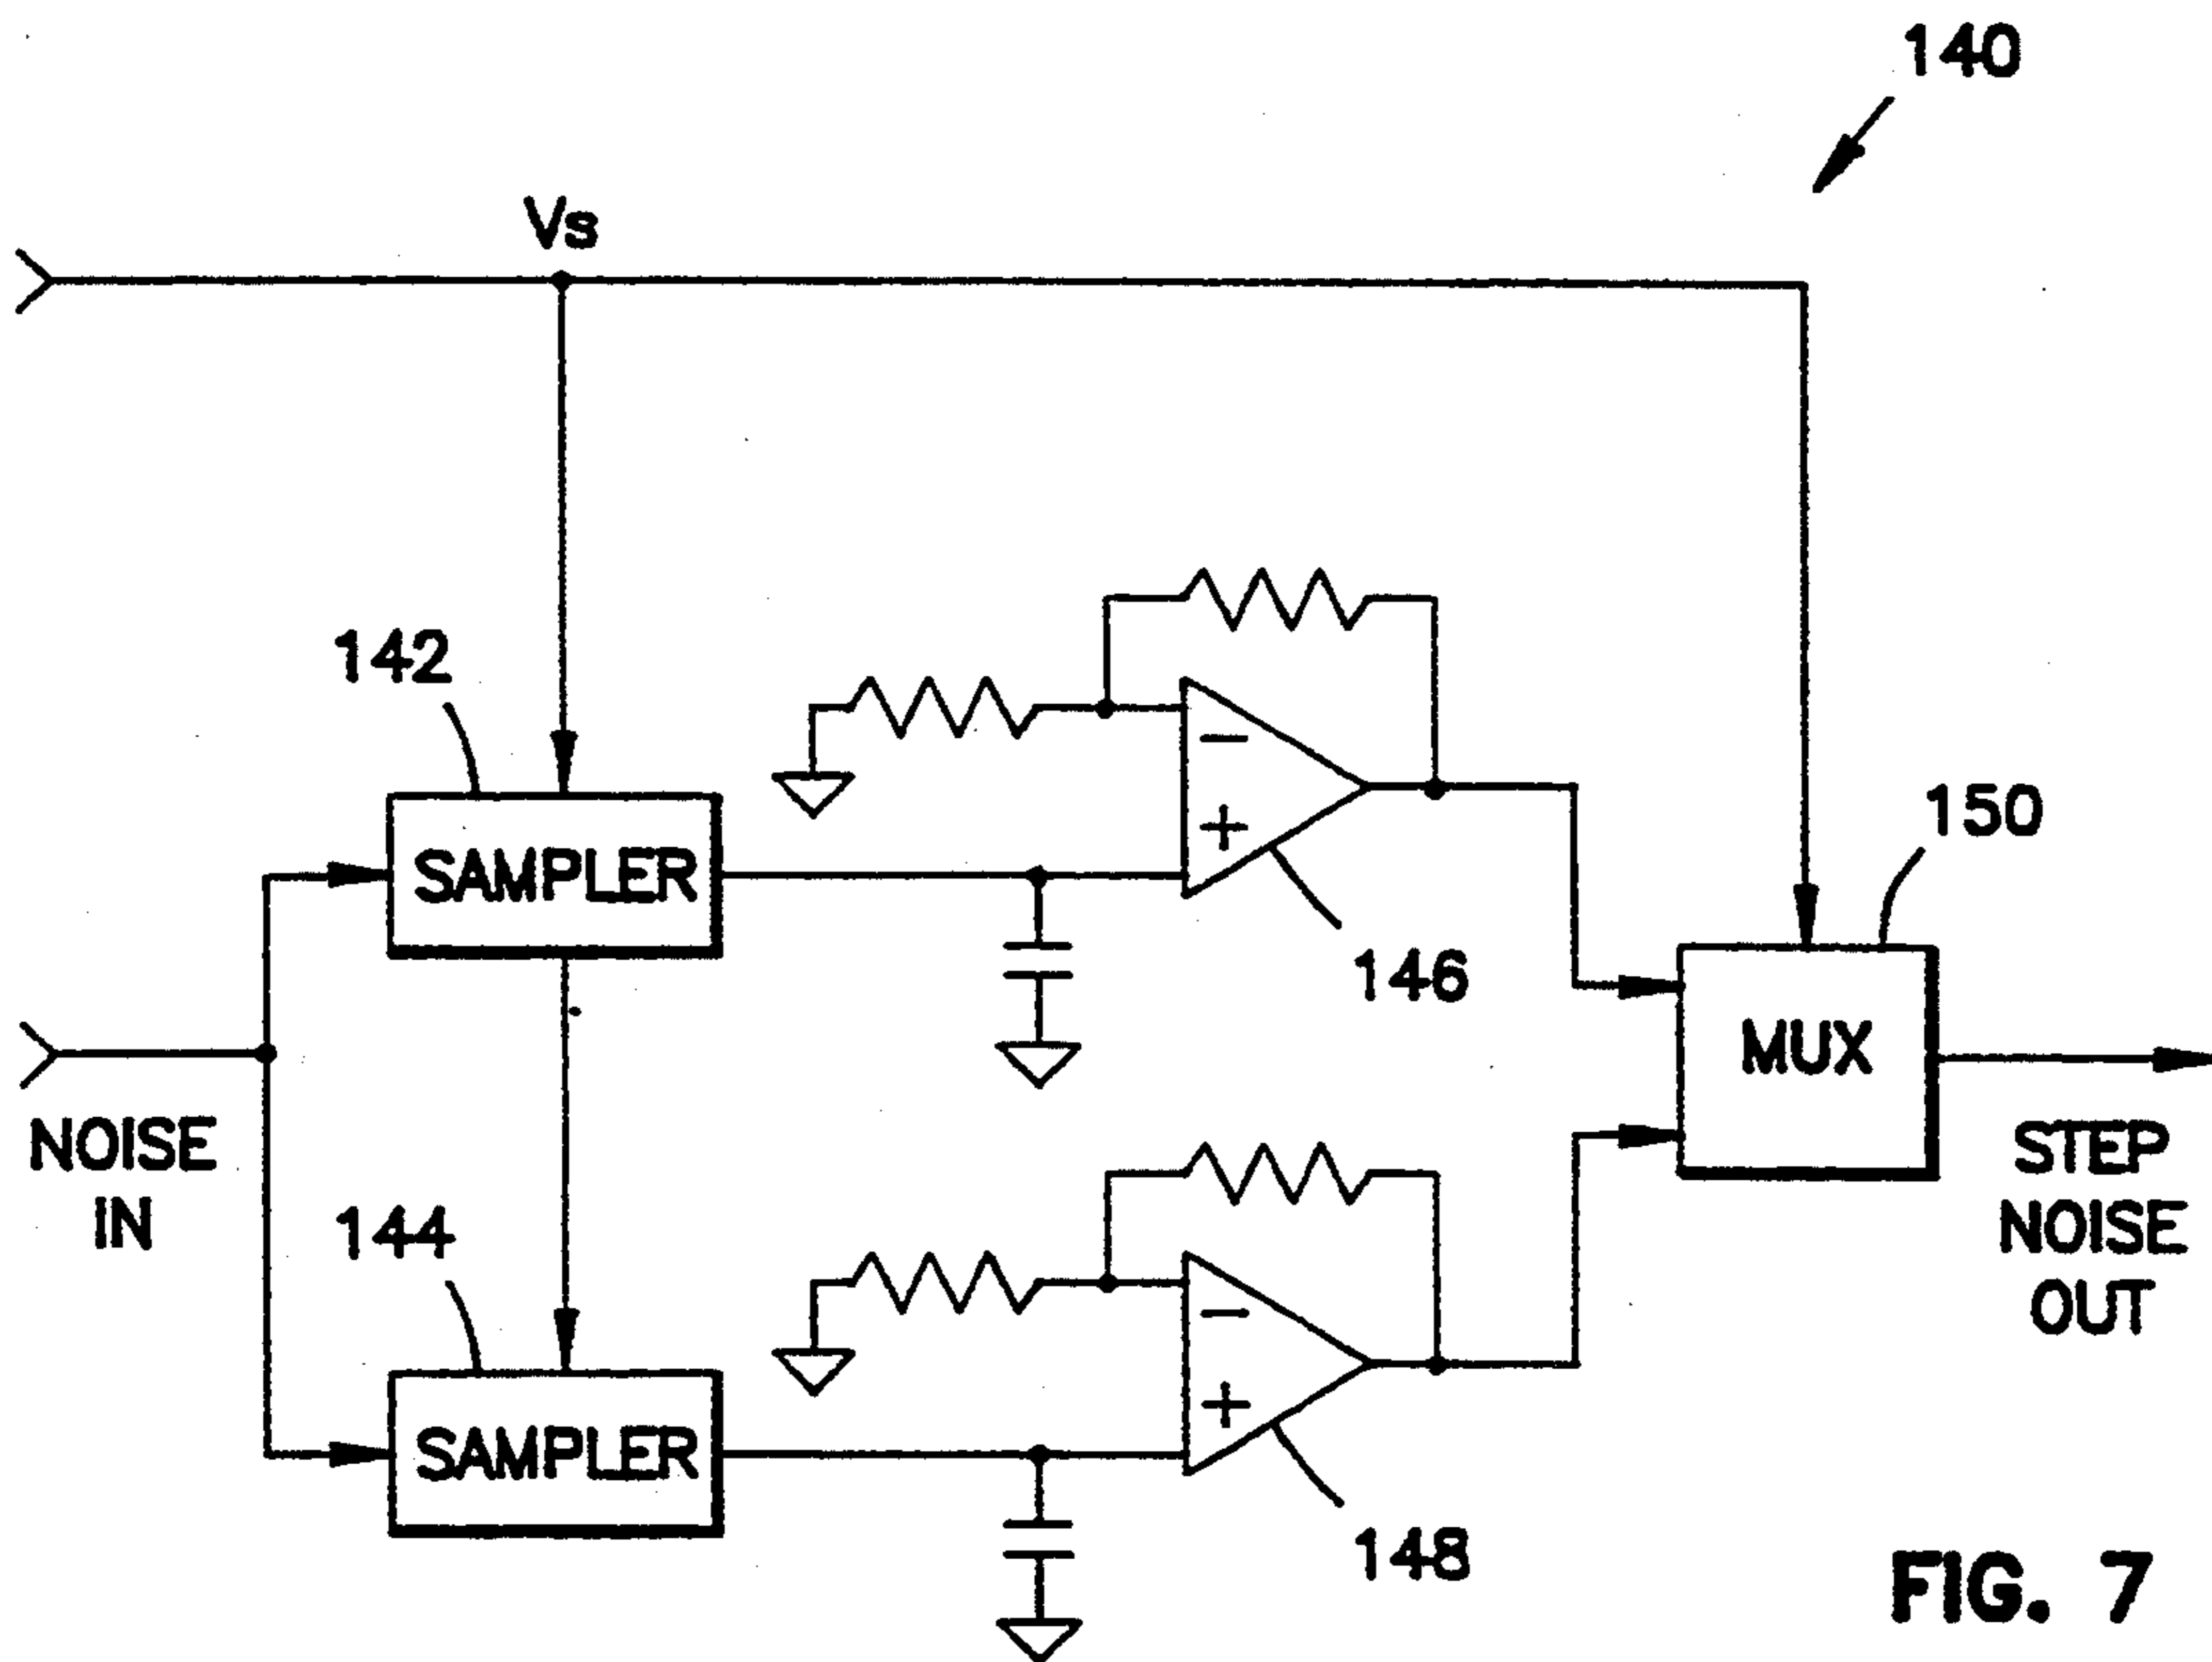 140
Vs
142
SAMPLER
-
+
146
150
MUX
NOISE
IN
STEP
NOISE
OUT
144
SAMPLER
-
+
148
FIG. 7